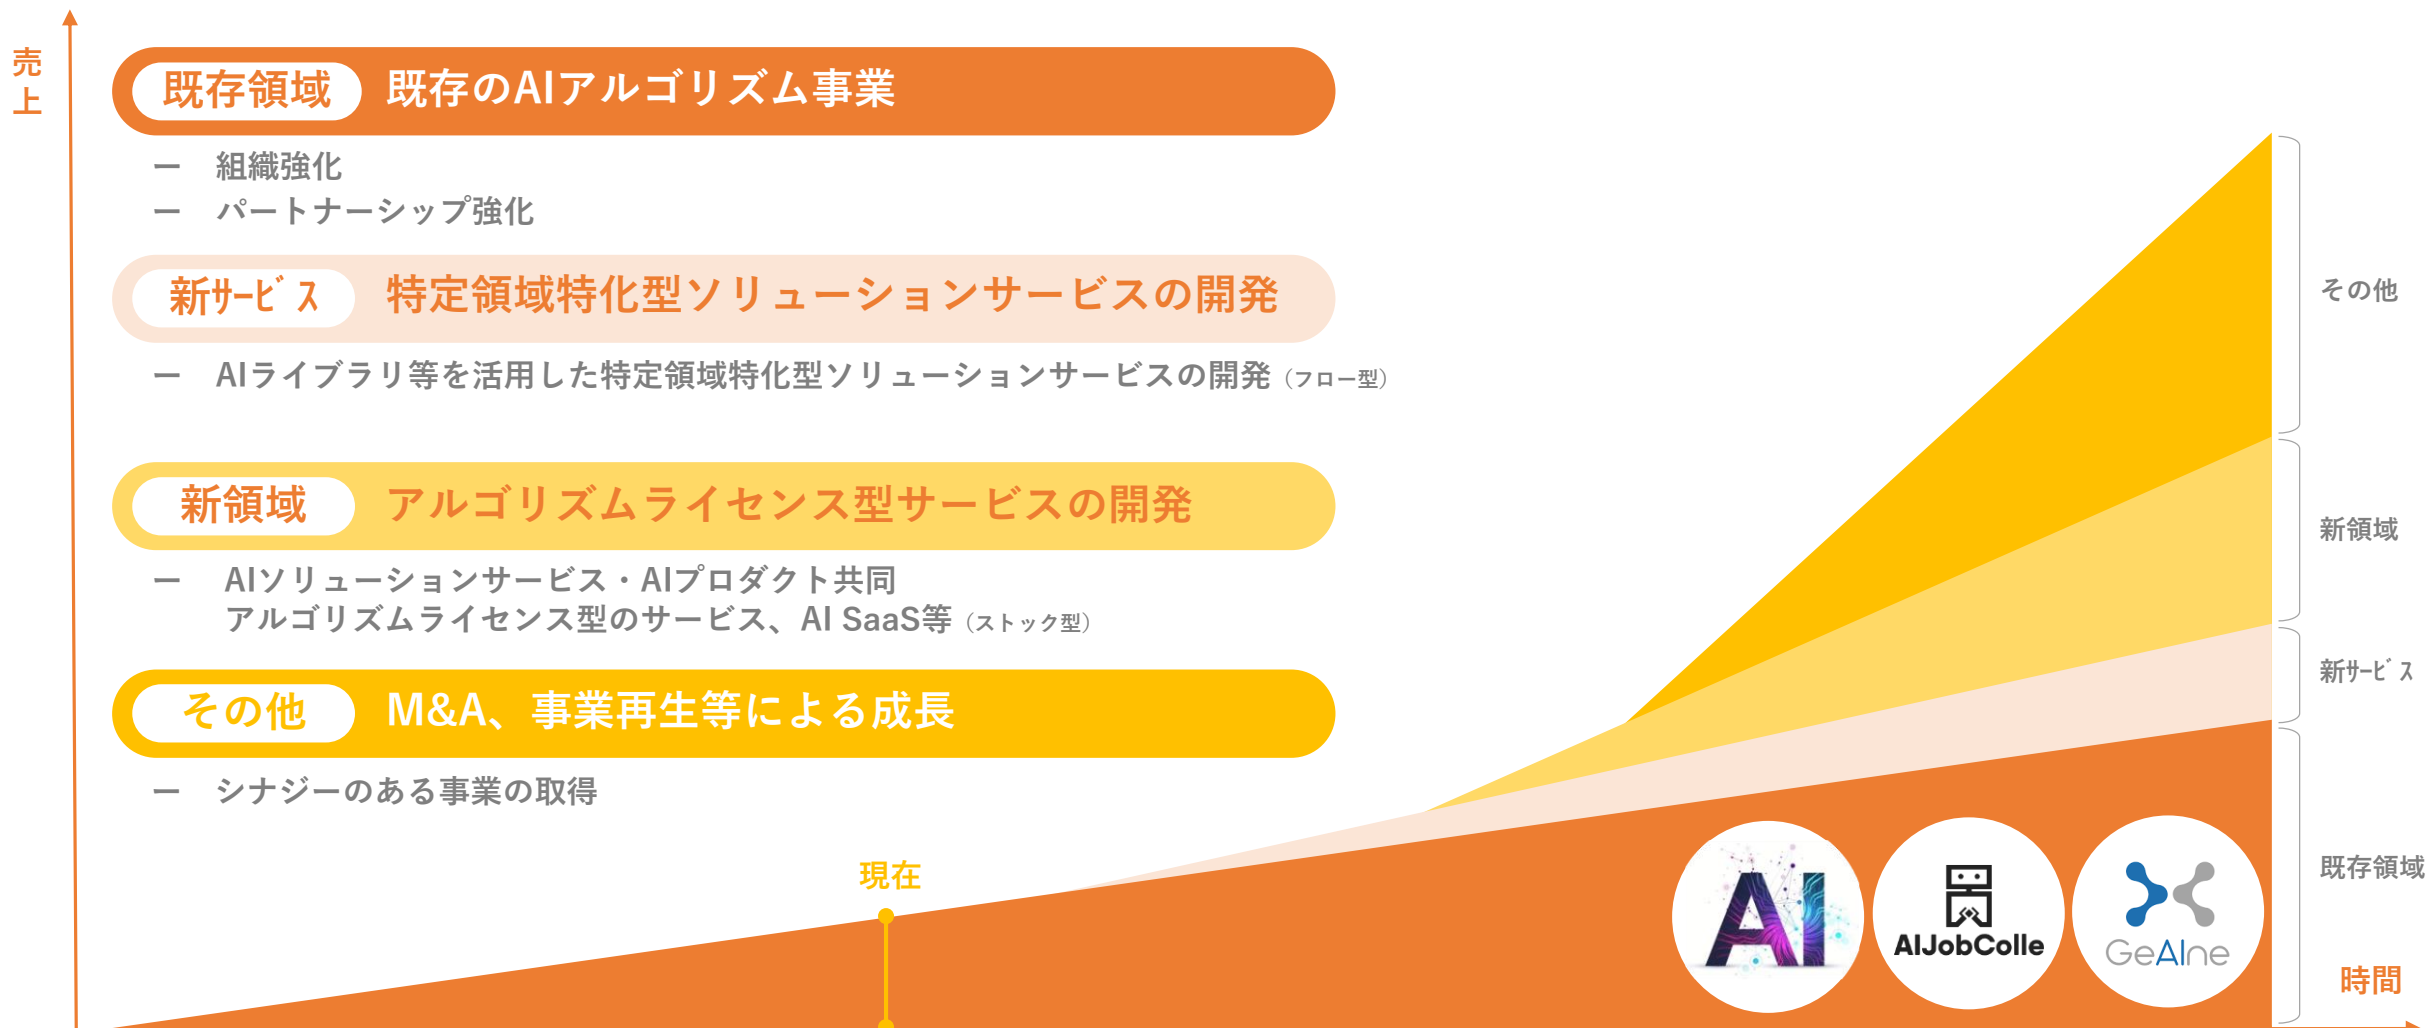 売上
既存領域 既存のAIアルゴリズム事業
ー 組織強化
ー パートナーシップ強化
新ｻｰﾋﾞｽ 特定領域特化型ソリューションサービスの開発
ー AIライブラリ等を活用した特定領域特化型ソリューションサービスの開発（フロー型）
新領域 アルゴリズムライセンス型サービスの開発
ー AIソリューションサービス・AIプロダクト共同
アルゴリズムライセンス型のサービス、AI SaaS等（ストック型）
その他 M&A、事業再生等による成長
ー シナジーのある事業の取得
現在
その他
新領域
新ｻｰﾋﾞｽ
既存領域
AI
AIJobColle
GeAIne
時間